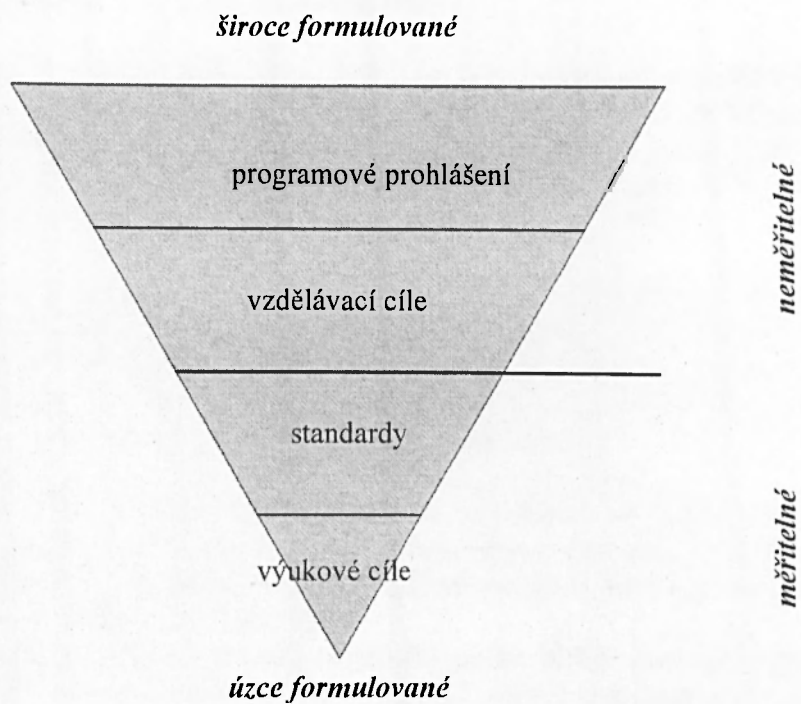 široce formulované
programové prohlášení
neměřitelné
vzdělávací cíle
standardy
měřitelné
výukové cíle
úzce formulované